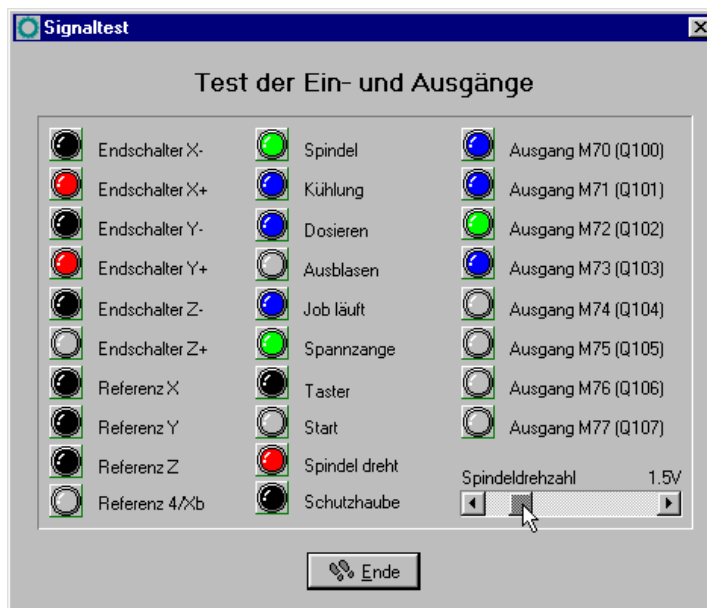 Signaltest
Test der Ein- und Ausgänge
Endschalter X-
Endschalter X+
Endschalter Y-
Endschalter Y+
Endschalter Z-
Endschalter Z+
Referenz X
Referenz Y
Referenz Z
Referenz 4/Xb
Spindel
Kühlung
Dosieren
Ausblasen
Job läuft
Spannzange
Taster
Start
Spindel dreht
Schutzhaube
Ausgang M70 (Q100)
Ausgang M71 (Q101)
Ausgang M72 (Q102)
Ausgang M73 (Q103)
Ausgang M74 (Q104)
Ausgang M75 (Q105)
Ausgang M76 (Q106)
Ausgang M77 (Q107)
Spindeldrehzahl 1.5V
Ende